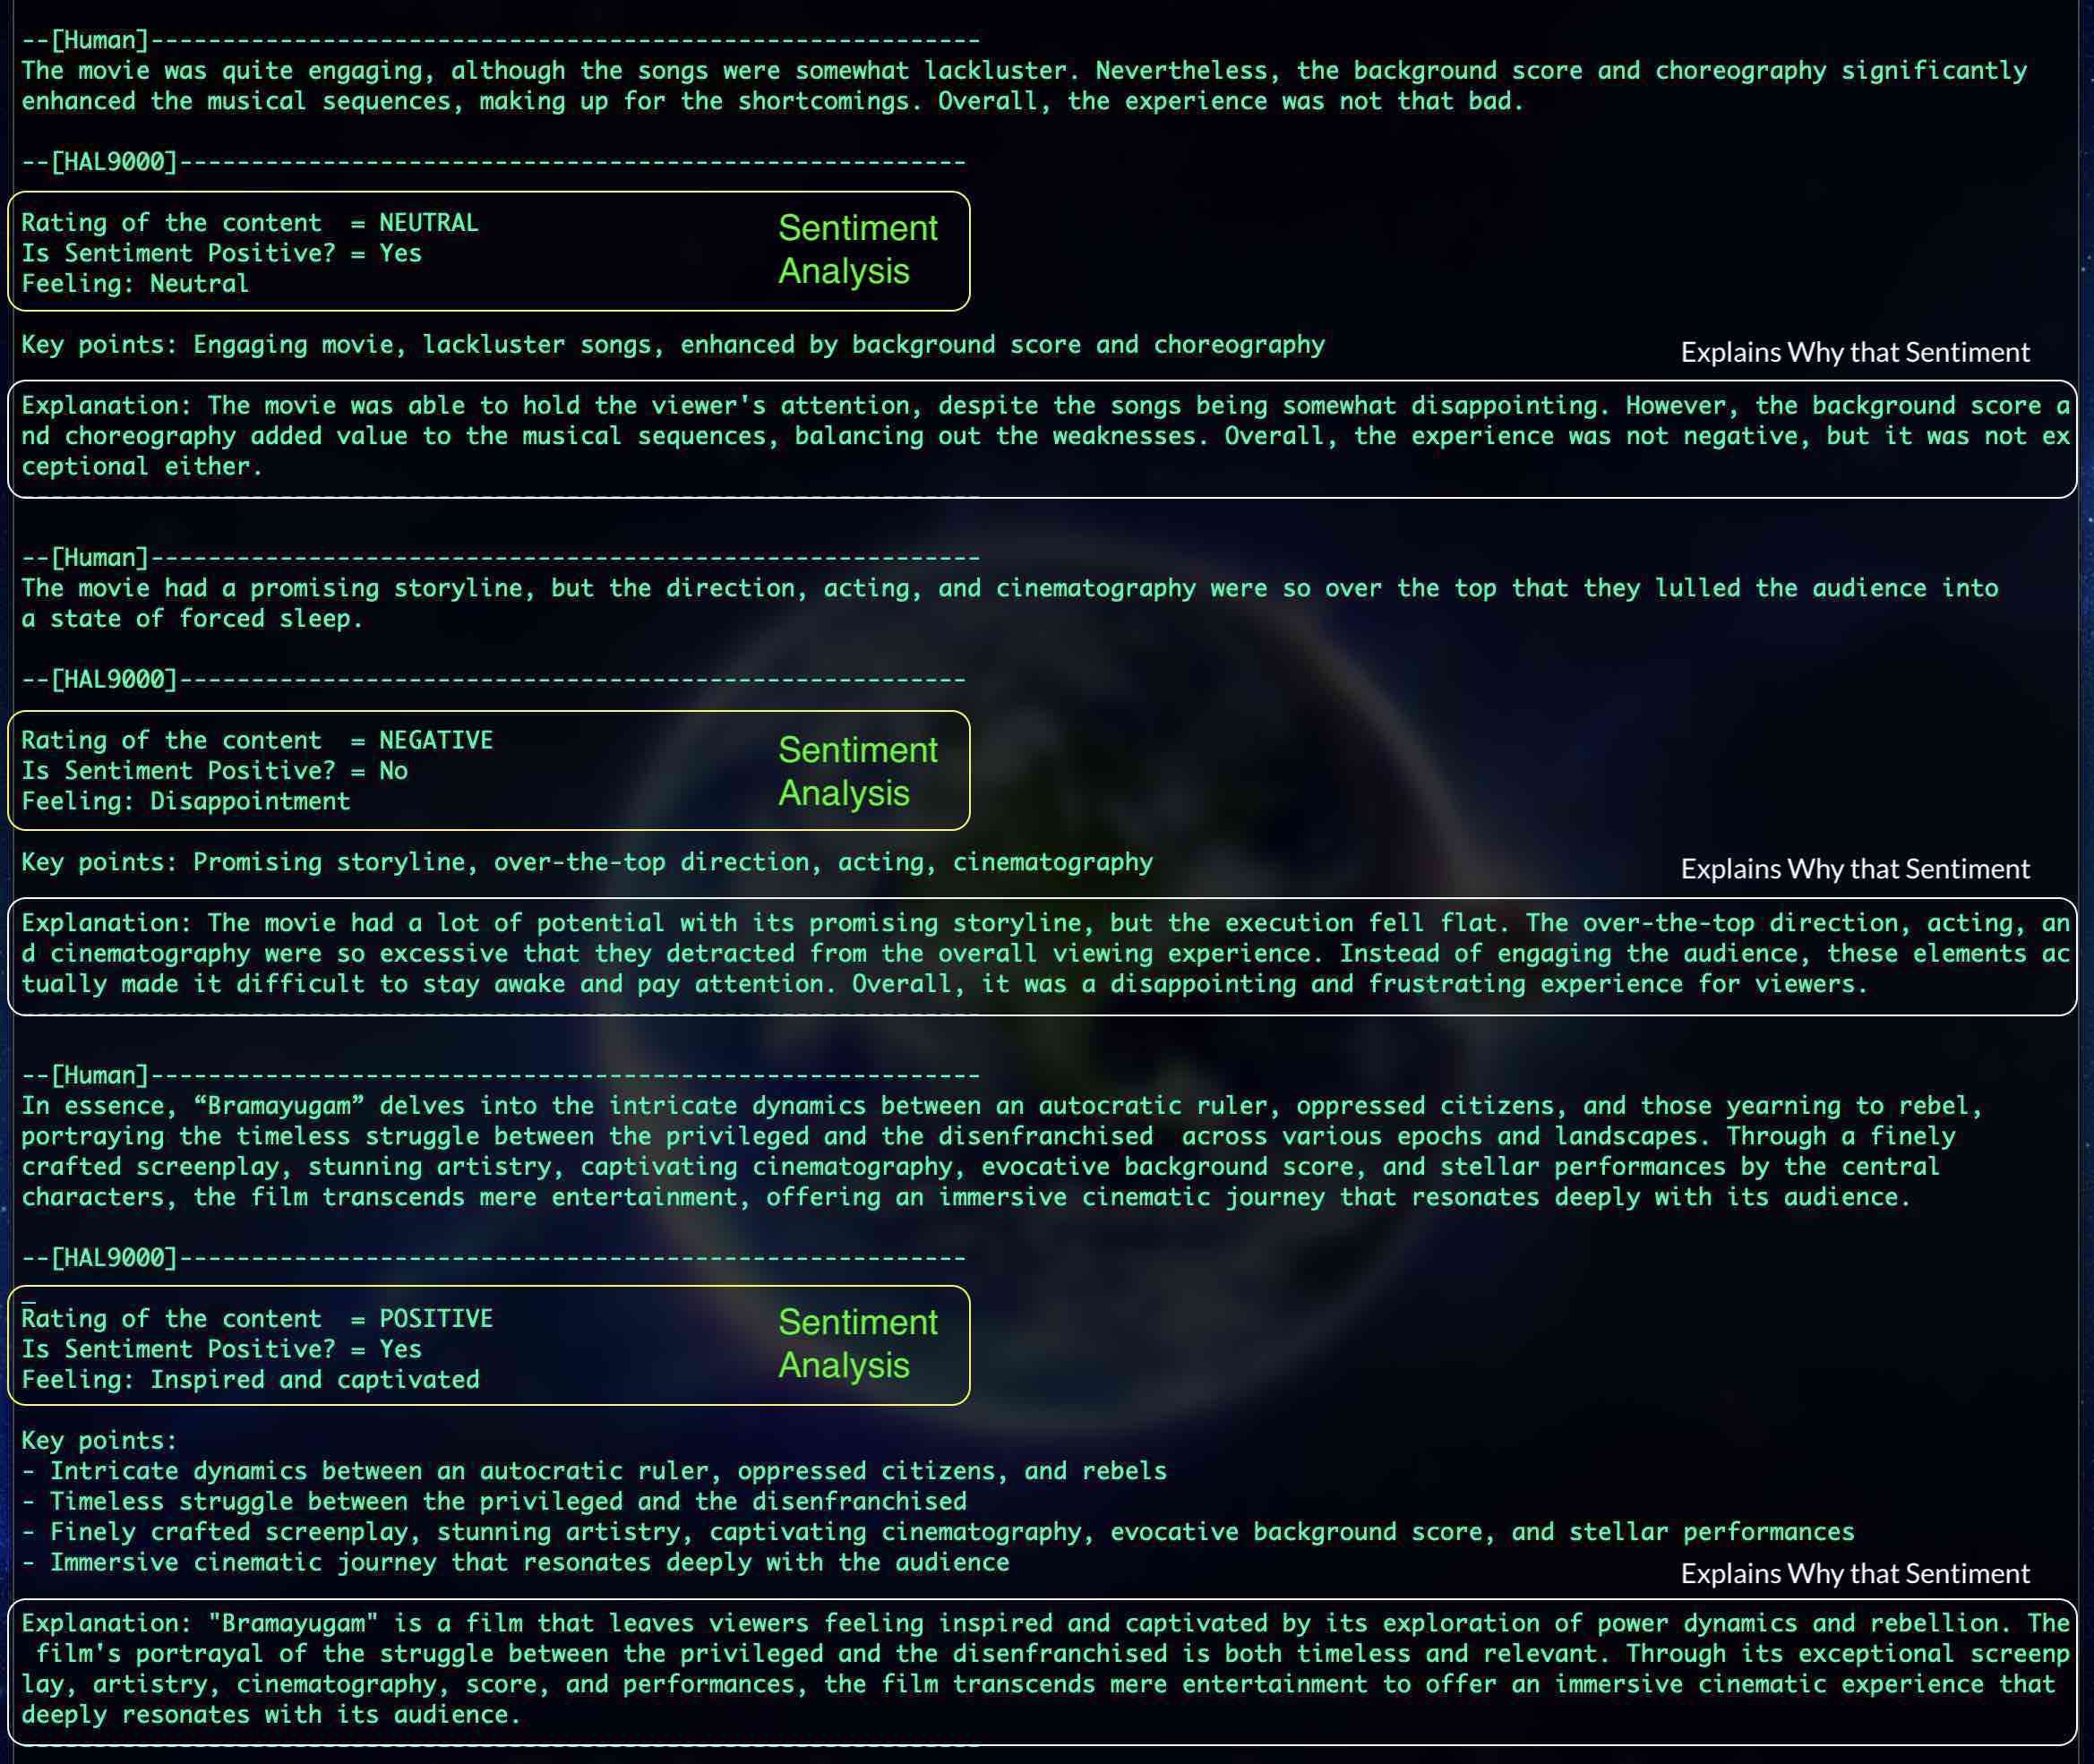 --[Human]----------------------------------------------------------
The movie was quite engaging, although the songs were somewhat lackluster. Nevertheless, the background score and choreography significantly
enhanced the musical sequences, making up for the shortcomings. Overall, the experience was not that bad.
--[HAL9000]-------------------------------------------------------
Rating of the content  = NEUTRAL
Is Sentiment Positive? = Yes
Feeling: Neutral
Sentiment
Analysis
Key points: Engaging movie, lackluster songs, enhanced by background score and choreography
Explains Why that Sentiment
Explanation: The movie was able to hold the viewer's attention, despite the songs being somewhat disappointing. However, the background score a
nd choreography added value to the musical sequences, balancing out the weaknesses. Overall, the experience was not negative, but it was not ex
ceptional either.
--[Human]----------------------------------------------------------
The movie had a promising storyline, but the direction, acting, and cinematography were so over the top that they lulled the audience into
a state of forced sleep.
--[HAL9000]-------------------------------------------------------
Rating of the content  = NEGATIVE
Is Sentiment Positive? = No
Feeling: Disappointment
Sentiment
Analysis
Key points: Promising storyline, over-the-top direction, acting, cinematography
Explains Why that Sentiment
Explanation: The movie had a lot of potential with its promising storyline, but the execution fell flat. The over-the-top direction, acting, an
d cinematography were so excessive that they detracted from the overall viewing experience. Instead of engaging the audience, these elements ac
tually made it difficult to stay awake and pay attention. Overall, it was a disappointing and frustrating experience for viewers.
--[Human]----------------------------------------------------------
In essence, “Bramayugam” delves into the intricate dynamics between an autocratic ruler, oppressed citizens, and those yearning to rebel,
portraying the timeless struggle between the privileged and the disenfranchised  across various epochs and landscapes. Through a finely
crafted screenplay, stunning artistry, captivating cinematography, evocative background score, and stellar performances by the central
characters, the film transcends mere entertainment, offering an immersive cinematic journey that resonates deeply with its audience.
--[HAL9000]-------------------------------------------------------
Rating of the content  = POSITIVE
Is Sentiment Positive? = Yes
Feeling: Inspired and captivated
Sentiment
Analysis
Key points:
- Intricate dynamics between an autocratic ruler, oppressed citizens, and rebels
- Timeless struggle between the privileged and the disenfranchised
- Finely crafted screenplay, stunning artistry, captivating cinematography, evocative background score, and stellar performances
- Immersive cinematic journey that resonates deeply with the audience
Explains Why that Sentiment
Explanation: "Bramayugam" is a film that leaves viewers feeling inspired and captivated by its exploration of power dynamics and rebellion. The
 film's portrayal of the struggle between the privileged and the disenfranchised is both timeless and relevant. Through its exceptional screenp
lay, artistry, cinematography, score, and performances, the film transcends mere entertainment to offer an immersive cinematic experience that
deeply resonates with its audience.